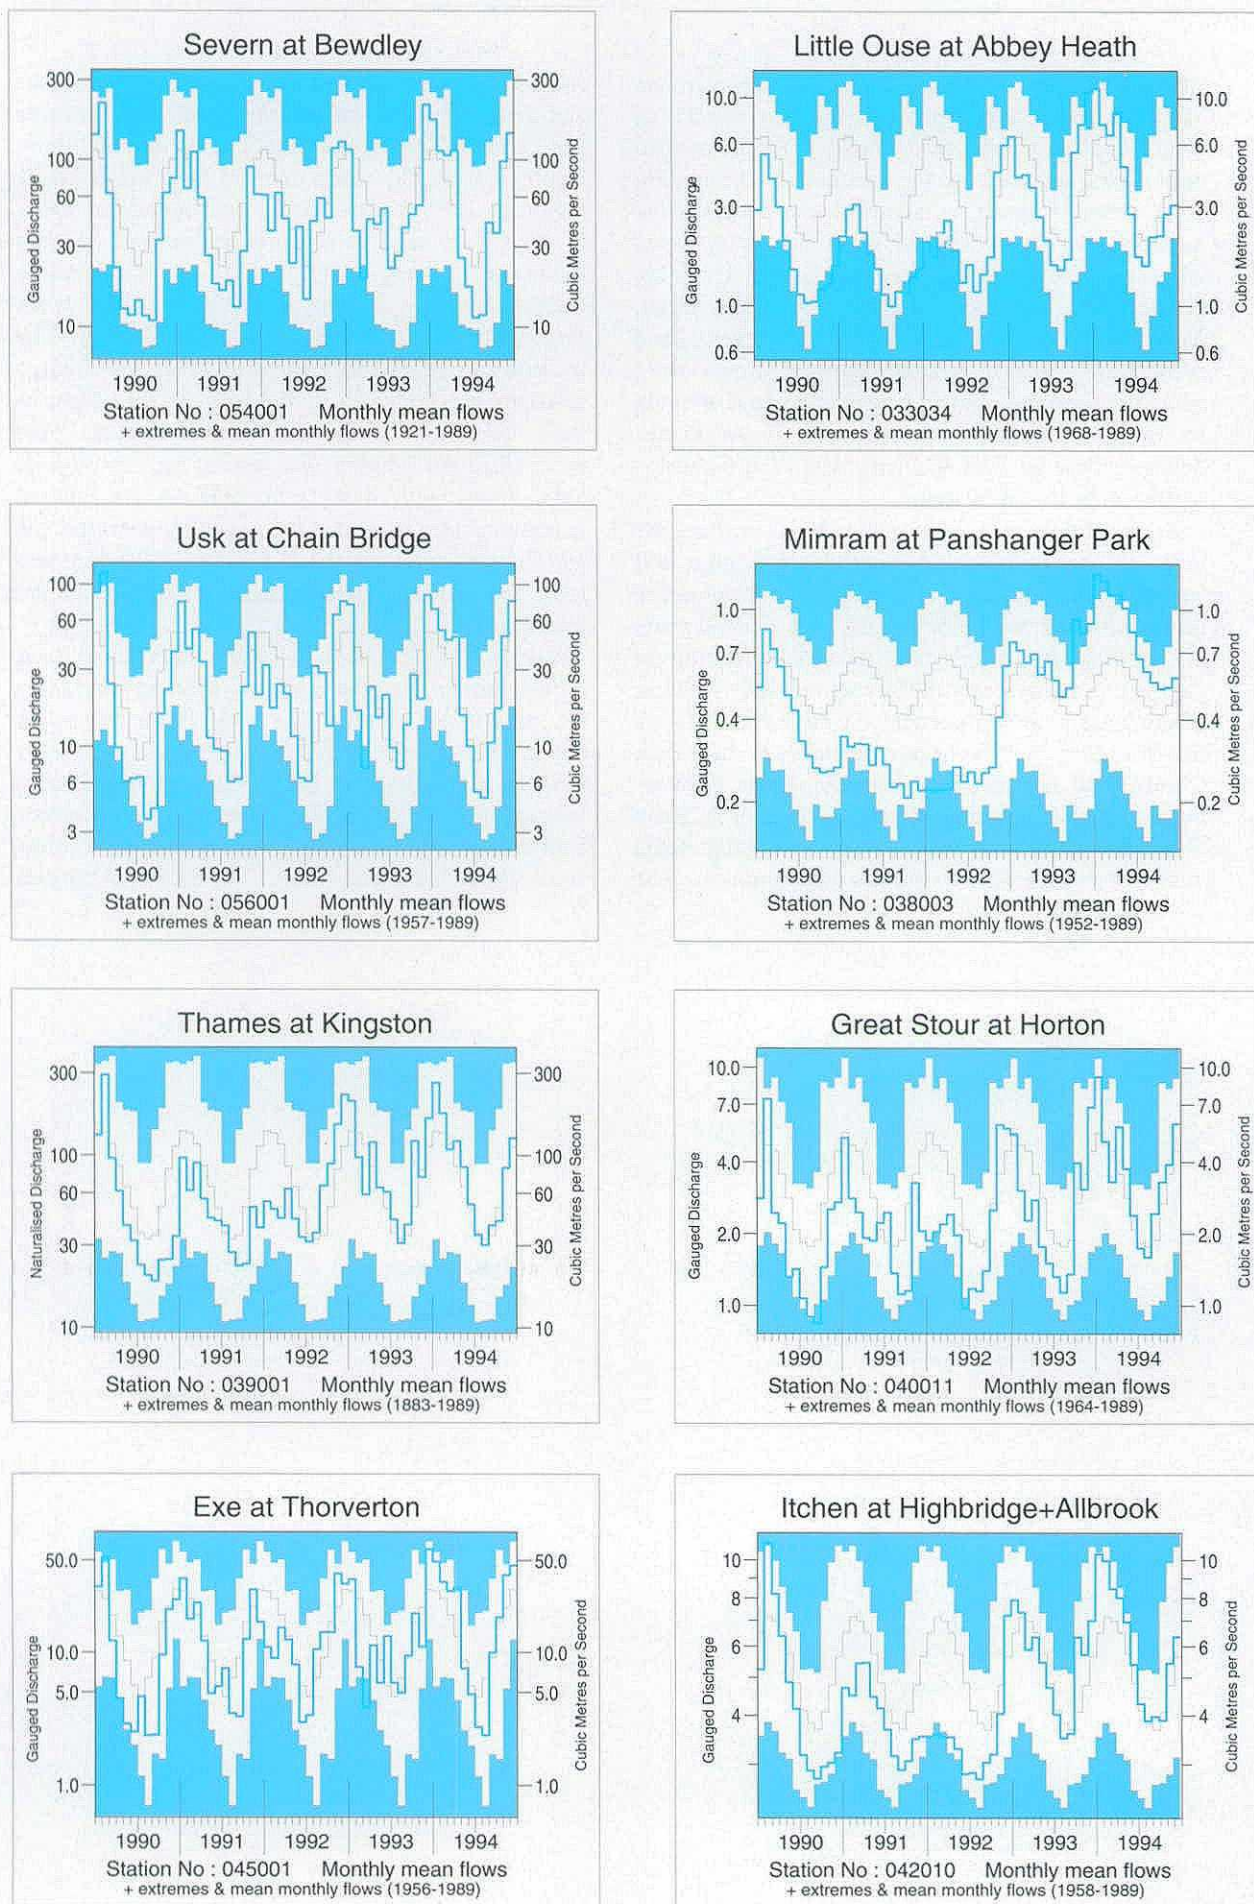 Severn at Bewdley
300
100
60
30
10
300
100
60
30
10
Gauged Discharge
Cubic Metres per Second
1990 1991 1992 1993 1994
Station No : 054001 Monthly mean flows
+ extremes & mean monthly flows (1921-1989)
Little Ouse at Abbey Heath
10.0
6.0
3.0
1.0
0.6
10.0
6.0
3.0
1.0
0.6
Gauged Discharge
Cubic Metres per Second
1990 1991 1992 1993 1994
Station No : 033034 Monthly mean flows
+ extremes & mean monthly flows (1968-1989)
Usk at Chain Bridge
100
60
30
10
6
3
100
60
30
10
6
3
Gauged Discharge
Cubic Metres per Second
1990 1991 1992 1993 1994
Station No : 056001 Monthly mean flows
+ extremes & mean monthly flows (1957-1989)
Mimram at Panshanger Park
1.0
0.7
0.4
0.2
1.0
0.7
0.4
0.2
Gauged Discharge
Cubic Metres per Second
1990 1991 1992 1993 1994
Station No : 038003 Monthly mean flows
+ extremes & mean monthly flows (1952-1989)
Thames at Kingston
300
100
60
30
10
300
100
60
30
10
Naturalised Discharge
Cubic Metres per Second
1990 1991 1992 1993 1994
Station No : 039001 Monthly mean flows
+ extremes & mean monthly flows (1883-1989)
Great Stour at Horton
10.0
7.0
4.0
2.0
1.0
10.0
7.0
4.0
2.0
1.0
Gauged Discharge
Cubic Metres per Second
1990 1991 1992 1993 1994
Station No : 040011 Monthly mean flows
+ extremes & mean monthly flows (1964-1989)
Exe at Thorverton
50.0
10.0
5.0
1.0
50.0
10.0
5.0
1.0
Gauged Discharge
Cubic Metres per Second
1990 1991 1992 1993 1994
Station No : 045001 Monthly mean flows
+ extremes & mean monthly flows (1956-1989)
Itchen at Highbridge+Allbrook
10
8
6
4
10
8
6
4
Gauged Discharge
Cubic Metres per Second
1990 1991 1992 1993 1994
Station No : 042010 Monthly mean flows
+ extremes & mean monthly flows (1958-1989)